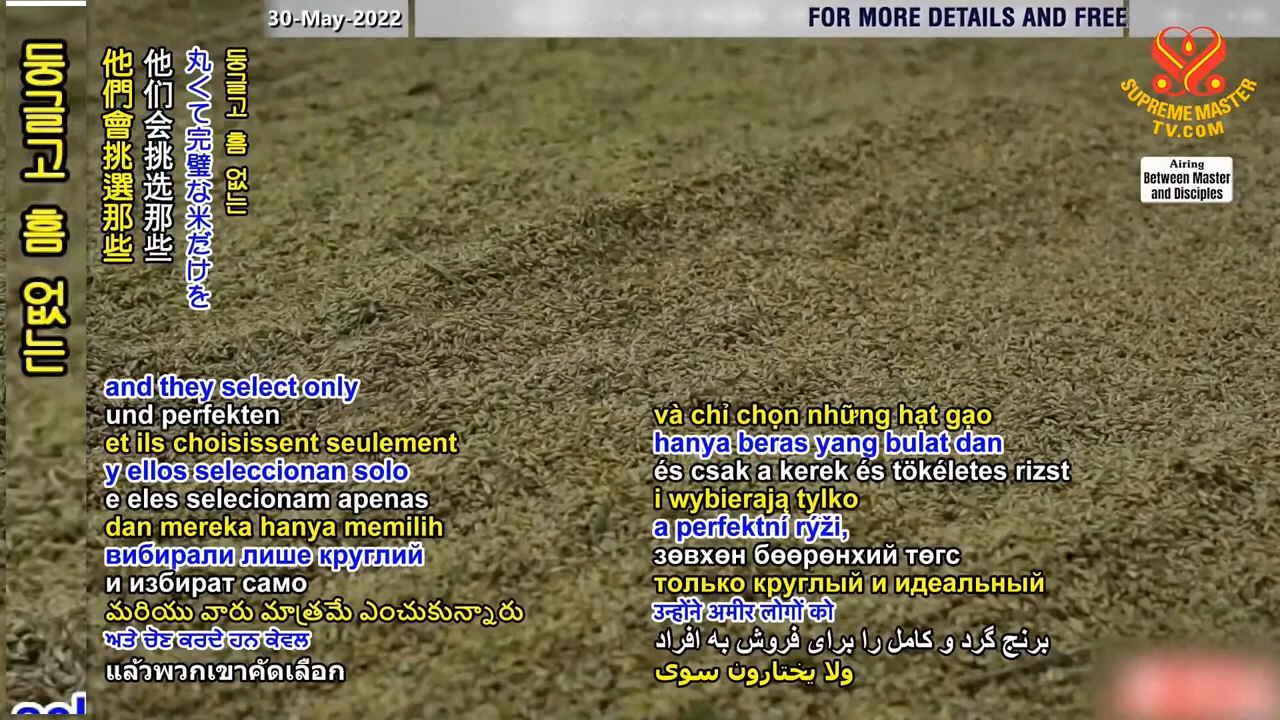 30-May-2022
FOR MORE DETAILS AND FREE
SUPREME MASTER
TV.COM
Airing
Between Master
and Disciples
둥글고 흠 없는
他們會挑選那些
他们会挑选那些
丸くて完璧な米だけを
둥글고 흠 없는
and they select only
und perfekten
et ils choisissent seulement
y ellos seleccionan solo
e eles selecionam apenas
dan mereka hanya memilih
вибирали лише круглий
и избират само
మరియు వారు మాత్రమే ఎంచుకున్నారు
ਅਤੇ ਚੋਣ ਕਰਦੇ ਹਨ ਕੇਵਲ
แล้วพวกเขาคัดเลือก
và chỉ chọn những hạt gạo
hanya beras yang bulat dan
és csak a kerek és tökéletes rizst
i wybierają tylko
a perfektní rýži,
зөвхөн бөөрөнхий төгс
только круглый и идеальный
उन्होंने अमीर लोगों को
برنج گرد و کامل را برای فروش به افراد
ولا يختارون سوى